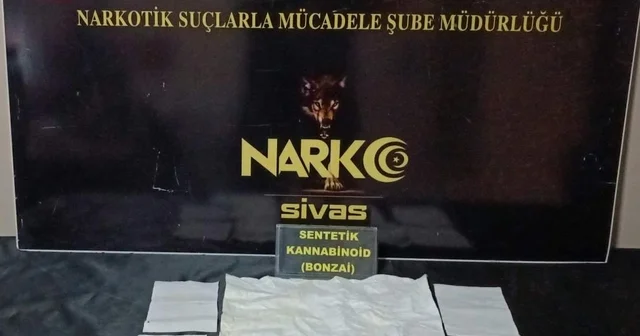 NARKOTİK SUÇLARLA MÜCADELE ŞUBE MÜDÜRLÜĞÜ
NARKO
sivas
SENTETİK
KANNABİNOİD
(BONZAİ)